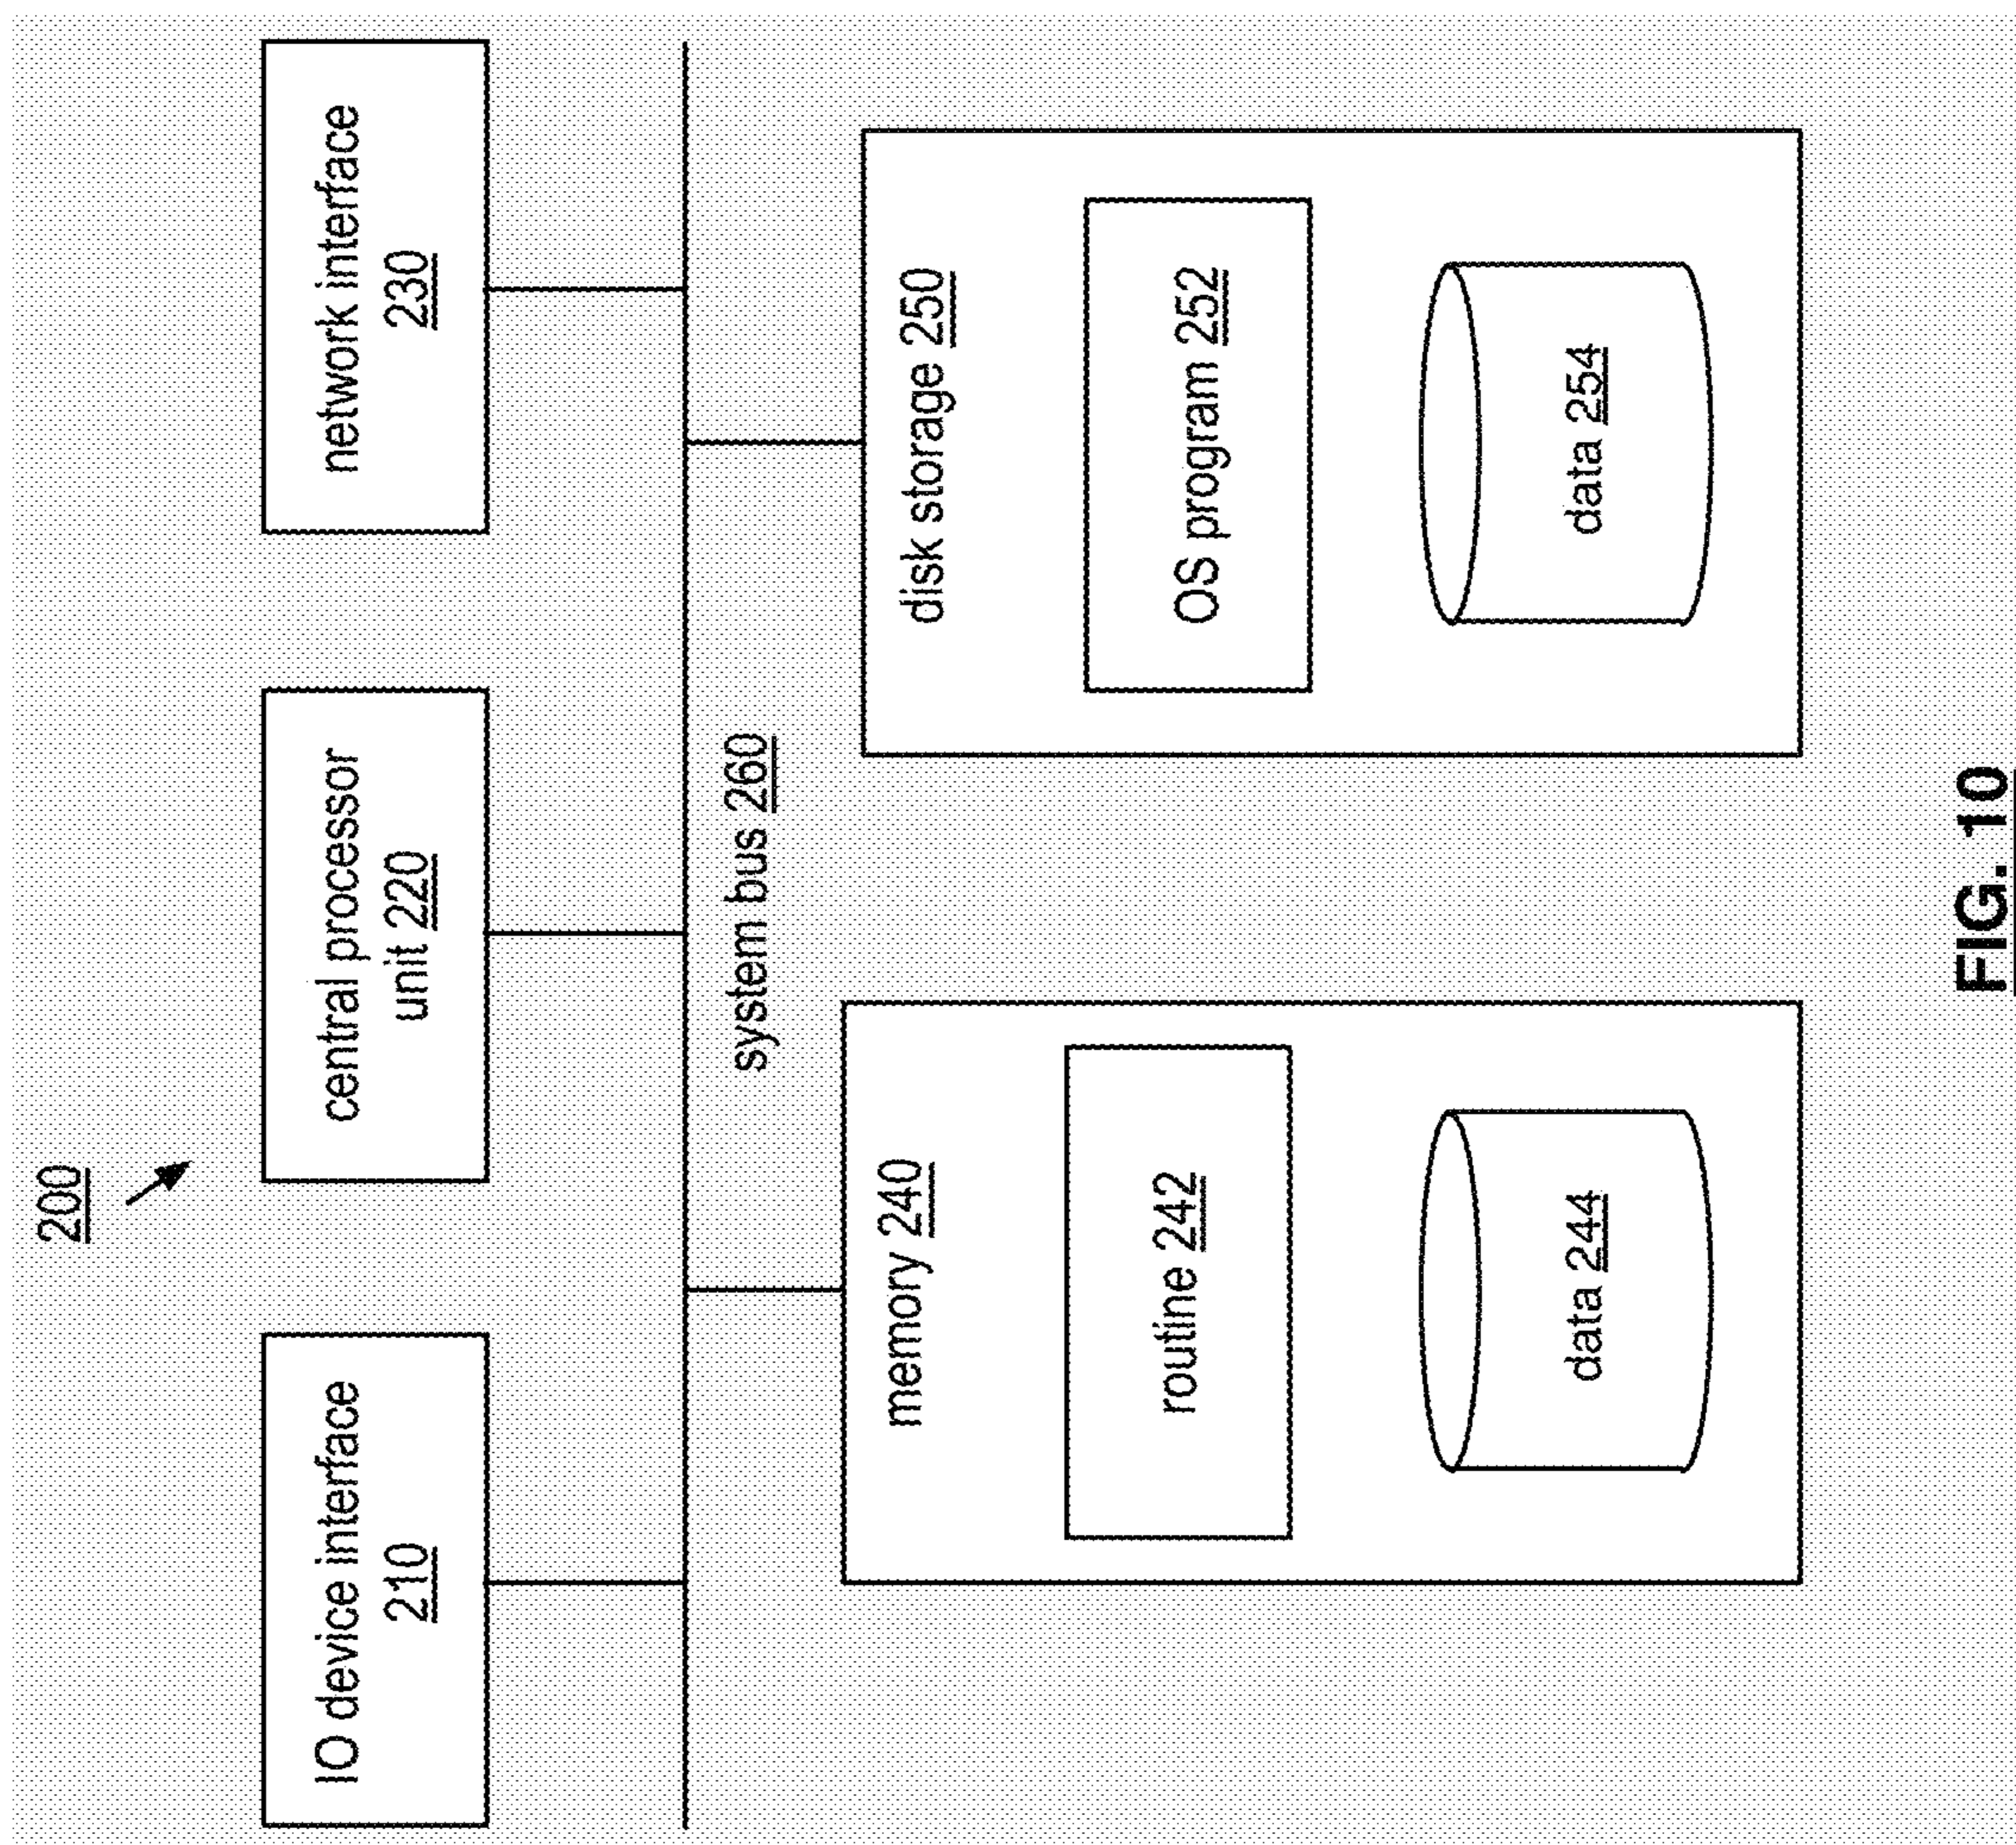 200
IO device interface
210
central processor
unit 220
network interface
230
system bus 260
memory 240
routine 242
data 244
disk storage 250
OS program 252
data 254
FIG. 10